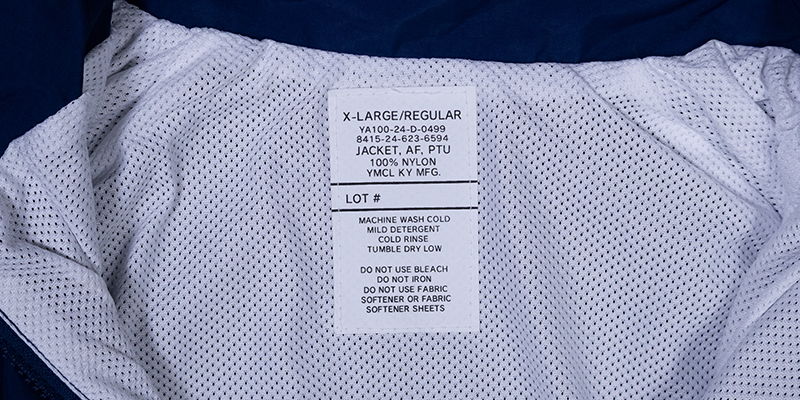 X-LARGE/REGULAR
YA100-24-D-0499
8415-24-623-6594
JACKET, AF, PTU
100% NYLON
YMCL KY MFG.
LOT #
MACHINE WASH COLD
MILD DETERGENT
COLD RINSE
TUMBLE DRY LOW
DO NOT USE BLEACH
DO NOT IRON
DO NOT USE FABRIC
SOFTENER OR FABRIC
SOFTENER SHEETS